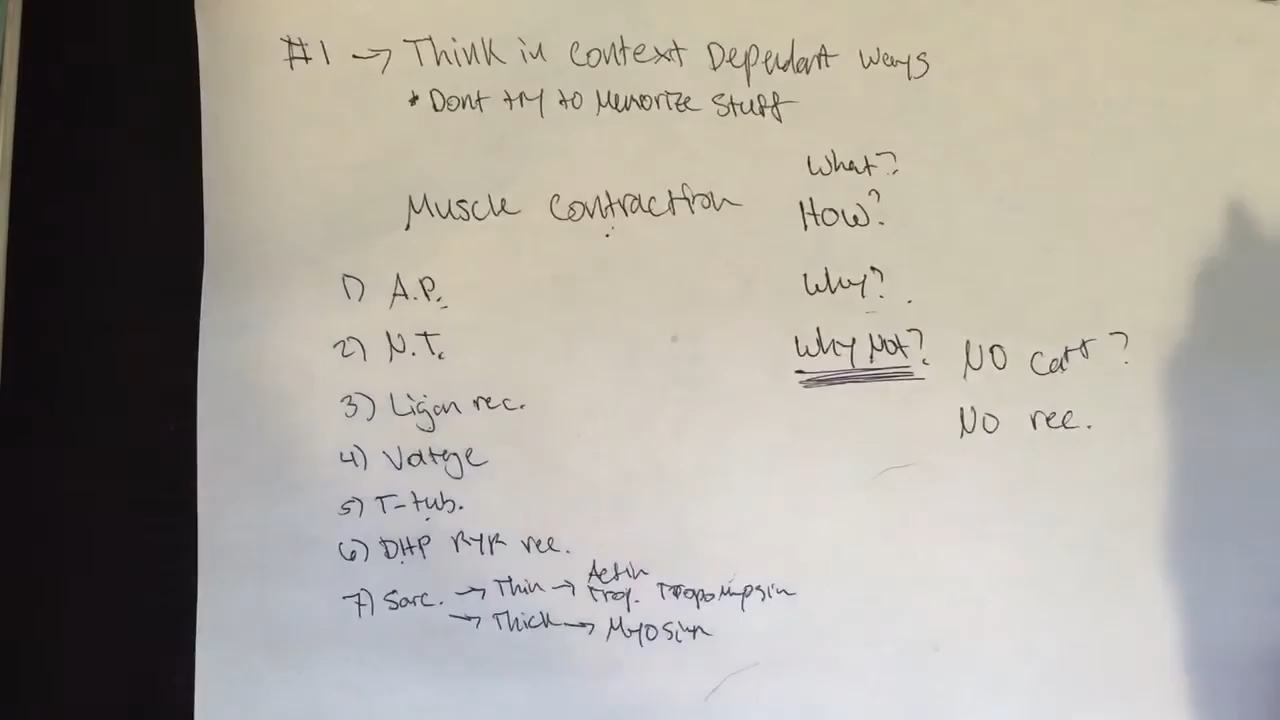 #1 → Think in Context Dependent ways
* Dont try to Memorize Stuff
Muscle Contraction
What?
How?
Why?
Why Not?
NO Ca++ ?
NO rec.
1) A.P.
2) N.T.
3) Ligan rec.
4) Voltge
5) T-tub.
6) DHP RYR rec.
7) Sarc. → Thin → Actin
Trop. Tropomyosin
→ Thick → Myosin